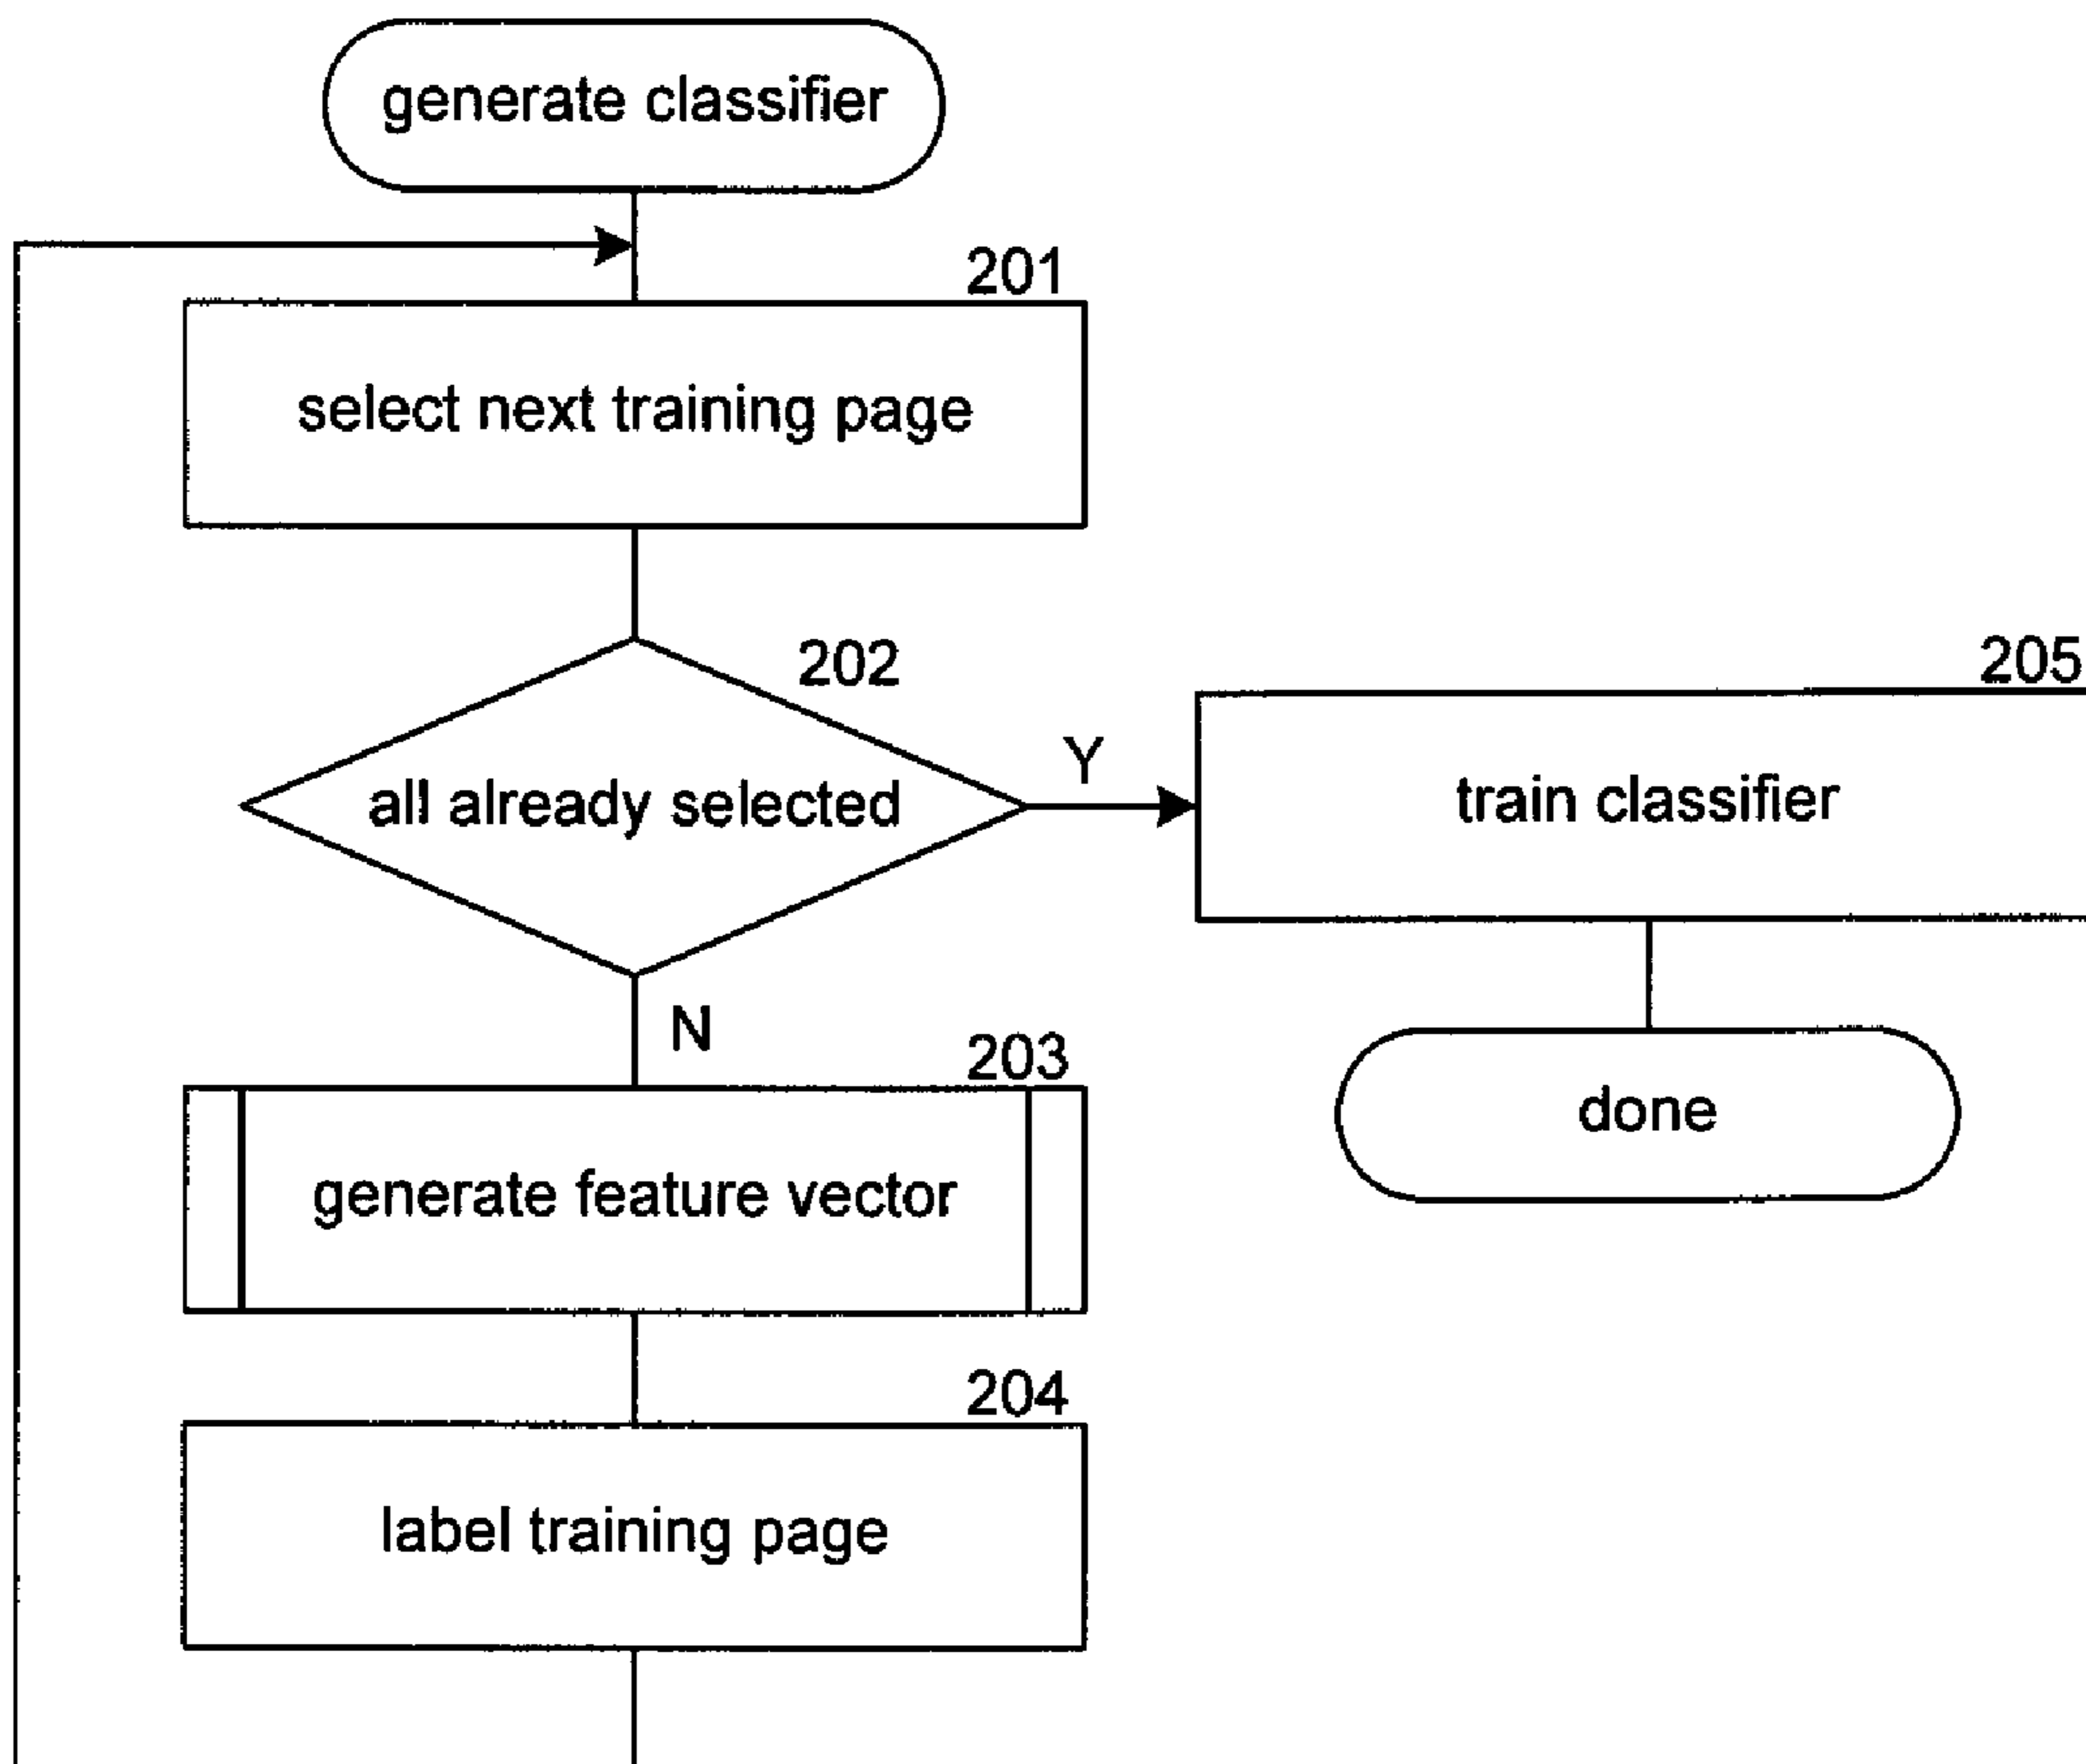 generate classifier
201
select next training page
202
all already selected
Y
205
train classifier
N
203
generate feature vector
done
204
label training page